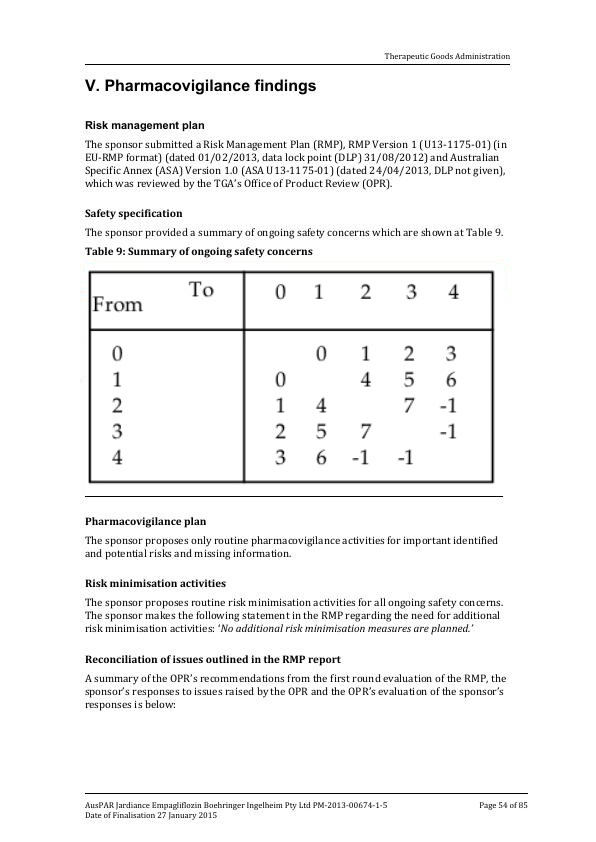 Therapeutic Goods Administration
V. Pharmacovigilance findings
Risk management plan
The sponsor submitted a Risk Management Plan (RMP), RMP Version 1 (U13-1175-01) (in
EU-RMP format) (dated 01/02/2013, data lock point (DLP) 31/08/2012) and Australian
Specific Annex (ASA) Version 1.0 (ASA U13-1175-01) (dated 24/04/2013, DLP not given),
which was reviewed by the TGA's Office of Product Review (OPR).
Safety specification
The sponsor provided a summary of ongoing safety concerns which are shown at Table 9.
Table 9: Summary of ongoing safety concerns
To 0 1 2 3 4
From
0 0 1 2 3
1 0 4 5 6
2 1 4 7 -1
3 2 5 7 -1
4 3 6 -1 -1
Pharmacovigilance plan
The sponsor proposes only routine pharmacovigilance activities for important identified
and potential risks and missing information.
Risk minimisation activities
The sponsor proposes routine risk minimisation activities for all ongoing safety concerns.
The sponsor makes the following statement in the RMP regarding the need for additional
risk minimisation activities: 'No additional risk minimisation measures are planned.'
Reconciliation of issues outlined in the RMP report
A summary of the OPR's recommendations from the first round evaluation of the RMP, the
sponsor's responses to issues raised by the OPR and the OPR's evaluation of the sponsor's
responses is below:
AusPAR Jardiance Empagliflozin Boehringer Ingelheim Pty Ltd PM-2013-00674-1-5 Page 54 of 85
Date of Finalisation 27 January 2015